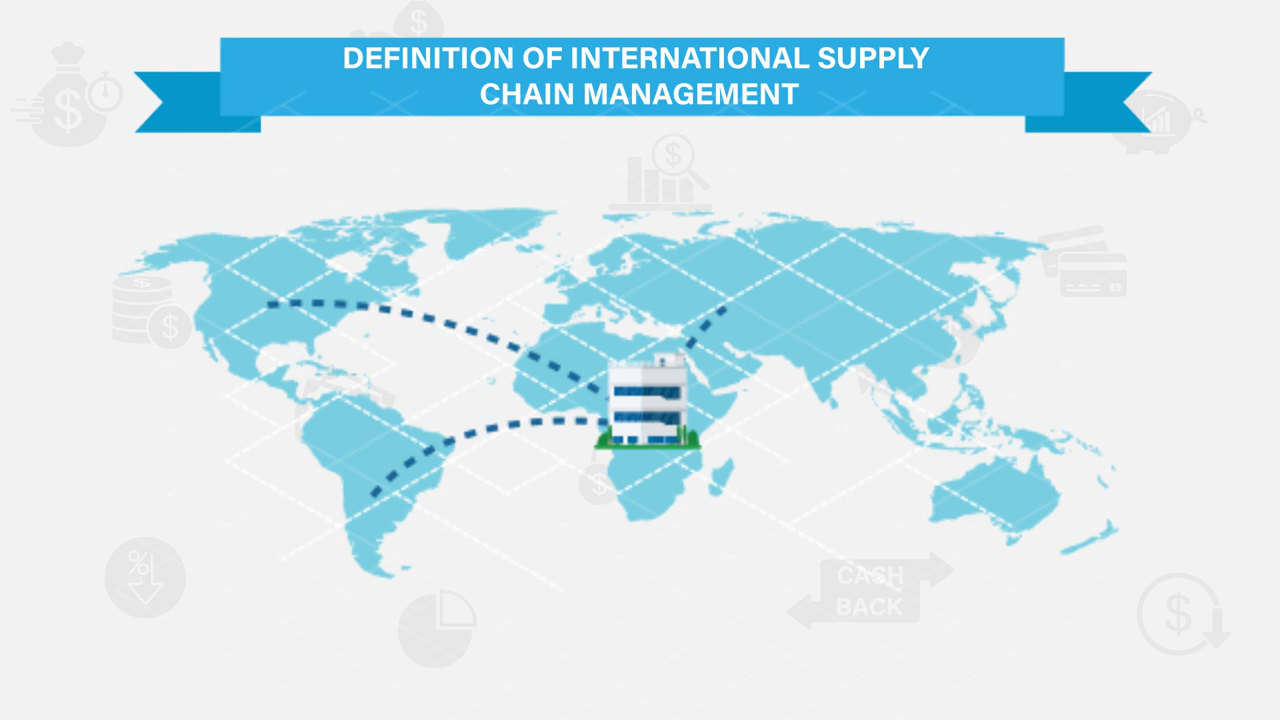 DEFINITION OF INTERNATIONAL SUPPLY
CHAIN MANAGEMENT
$
$
$
$
$
$
%
CASH
BACK
$